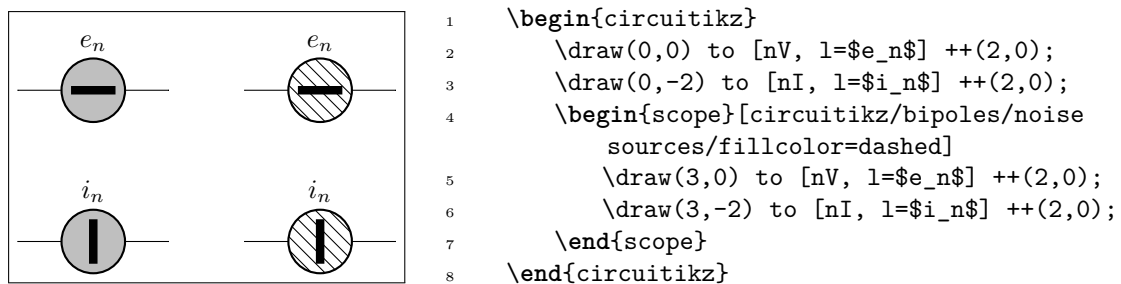 e_n e_n
i_n i_n
1 \begin{circuitikz}
2 \draw(0,0) to [nV, l=$e_n$] ++(2,0);
3 \draw(0,-2) to [nI, l=$i_n$] ++(2,0);
4 \begin{scope}[circuitikz/bipoles/noise
sources/fillcolor=dashed]
5 \draw(3,0) to [nV, l=$e_n$] ++(2,0);
6 \draw(3,-2) to [nI, l=$i_n$] ++(2,0);
7 \end{scope}
8 \end{circuitikz}